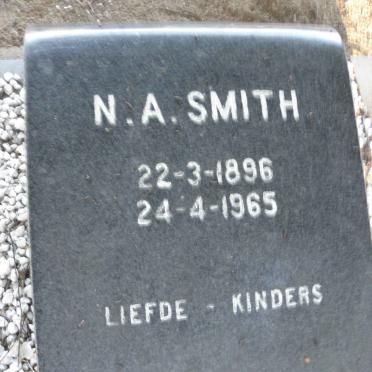 N.A. SMITH
22-3-1896
24-4-1965
LIEFDE - KINDERS